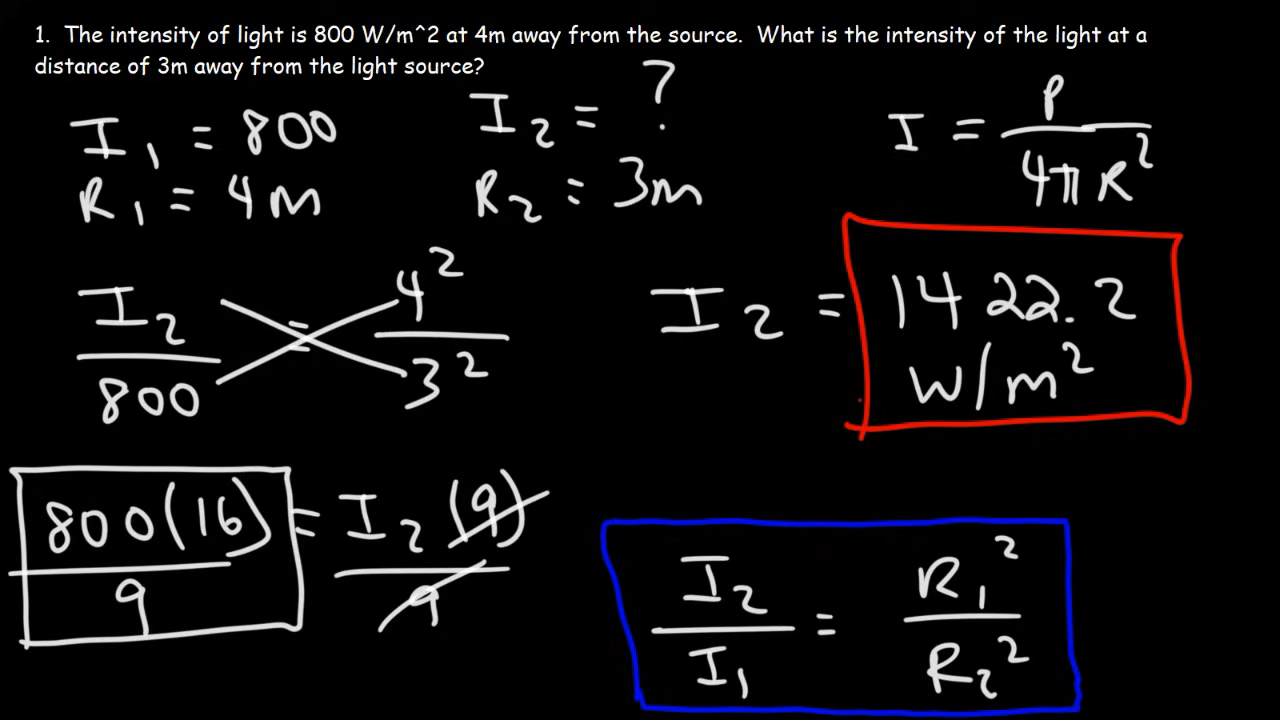 1. The intensity of light is 800 W/m^2 at 4m away from the source. What is the intensity of the light at a
distance of 3m away from the light source?
I₁ = 800
R₁ = 4m
I₂ = ?
R₂ = 3m
I = P / 4πR²
I₂ / 800 = 4² / 3²
I₂ = 1422.2
W/m²
800(16) / 9 = I₂(9) / 9
I₂ / I₁ = R₁² / R₂²